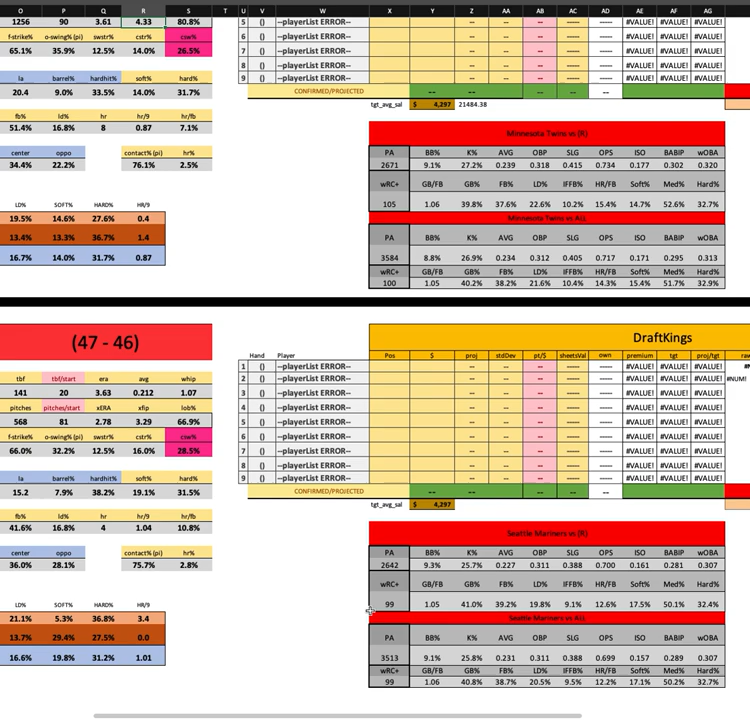 O P Q R S T U V W X Y Z AA AB AC AD AE AF AG
1256 90 3.61 4.33 80.8% 5 () --playerList ERROR-- -- -- ----- ----- #VALUE! #VALUE! #VALUE!
f-strike% o-swing% (pi) swstr% cstr% csw% 6 () --playerList ERROR-- -- -- ----- ----- #VALUE! #VALUE! #VALUE!
65.1% 35.9% 12.5% 14.0% 26.5% 7 () --playerList ERROR-- -- -- ----- ----- #VALUE! #VALUE! #VALUE!
8 () --playerList ERROR-- -- -- ----- ----- #VALUE! #VALUE! #VALUE!
la barrel% hardhit% soft% hard% 9 () --playerList ERROR-- -- -- ----- ----- #VALUE! #VALUE! #VALUE!
20.4 9.0% 33.5% 14.0% 31.7% CONFIRMED/PROJECTED -- -- -- -- --
tgt_avg_sal $ 4,297 21484.38
fb% ld% hr hr/9 hr/fb
51.4% 16.8% 8 0.87 7.1% Minnesota Twins vs (R)
center oppo contact% (pi) hr% PA BB% K% AVG OBP SLG OPS ISO BABIP wOBA
34.4% 22.2% 76.1% 2.5% 2671 9.1% 27.2% 0.239 0.318 0.415 0.734 0.177 0.302 0.320
wRC+ GB/FB GB% FB% LD% IFFB% HR/FB Soft% Med% Hard%
LD% SOFT% HARD% HR/9 105 1.06 39.8% 37.6% 22.6% 10.2% 15.4% 14.7% 52.6% 32.7%
19.5% 14.6% 27.6% 0.4 Minnesota Twins vs ALL
13.4% 13.3% 36.7% 1.4 PA BB% K% AVG OBP SLG OPS ISO BABIP wOBA
16.7% 14.0% 31.7% 0.87 3584 8.8% 26.9% 0.234 0.312 0.405 0.717 0.171 0.295 0.313
wRC+ GB/FB GB% FB% LD% IFFB% HR/FB Soft% Med% Hard%
100 1.05 40.2% 38.2% 21.6% 10.4% 14.3% 15.4% 51.7% 32.9%
(47 - 46) DraftKings
Hand Player Pos $ proj stdDev pt/$ sheetsVal own premium tgt proj/tgt
tbf tbf/start era avg whip 1 () --playerList ERROR-- -- -- ----- ----- #VALUE! #VALUE! #VALUE!
141 20 3.63 0.212 1.07 2 () --playerList ERROR-- -- -- ----- ----- #VALUE! #VALUE! #VALUE! #NUM!
pitches pitches/start xERA xfip lob% 3 () --playerList ERROR-- -- -- ----- ----- #VALUE! #VALUE! #VALUE!
568 81 2.78 3.29 66.9% 4 () --playerList ERROR-- -- -- ----- ----- #VALUE! #VALUE! #VALUE!
5 () --playerList ERROR-- -- -- ----- ----- #VALUE! #VALUE! #VALUE!
f-strike% o-swing% (pi) swstr% cstr% csw% 6 () --playerList ERROR-- -- -- ----- ----- #VALUE! #VALUE! #VALUE!
66.0% 32.2% 12.5% 16.0% 28.5% 7 () --playerList ERROR-- -- -- ----- ----- #VALUE! #VALUE! #VALUE!
8 () --playerList ERROR-- -- -- ----- ----- #VALUE! #VALUE! #VALUE!
la barrel% hardhit% soft% hard% 9 () --playerList ERROR-- -- -- ----- ----- #VALUE! #VALUE! #VALUE!
15.2 7.9% 38.2% 19.1% 31.5% CONFIRMED/PROJECTED -- -- -- -- --
tgt_avg_sal $ 4,297
fb% ld% hr hr/9 hr/fb
41.6% 16.8% 4 1.04 10.8% Seattle Mariners vs (R)
center oppo contact% (pi) hr% PA BB% K% AVG OBP SLG OPS ISO BABIP wOBA
36.0% 28.1% 75.7% 2.8% 2642 9.3% 25.7% 0.227 0.311 0.388 0.700 0.161 0.281 0.307
wRC+ GB/FB GB% FB% LD% IFFB% HR/FB Soft% Med% Hard%
LD% SOFT% HARD% HR/9 99 1.05 41.0% 39.2% 19.8% 9.1% 12.6% 17.5% 50.1% 32.4%
21.1% 5.3% 36.8% 3.4 Seattle Mariners vs ALL
13.7% 29.4% 27.5% 0.0 PA BB% K% AVG OBP SLG OPS ISO BABIP wOBA
16.6% 19.8% 31.2% 1.01 3513 9.1% 25.8% 0.231 0.311 0.388 0.699 0.157 0.289 0.307
wRC+ GB/FB GB% FB% LD% IFFB% HR/FB Soft% Med% Hard%
99 1.06 40.8% 38.7% 20.5% 9.5% 12.2% 17.1% 50.2% 32.7%